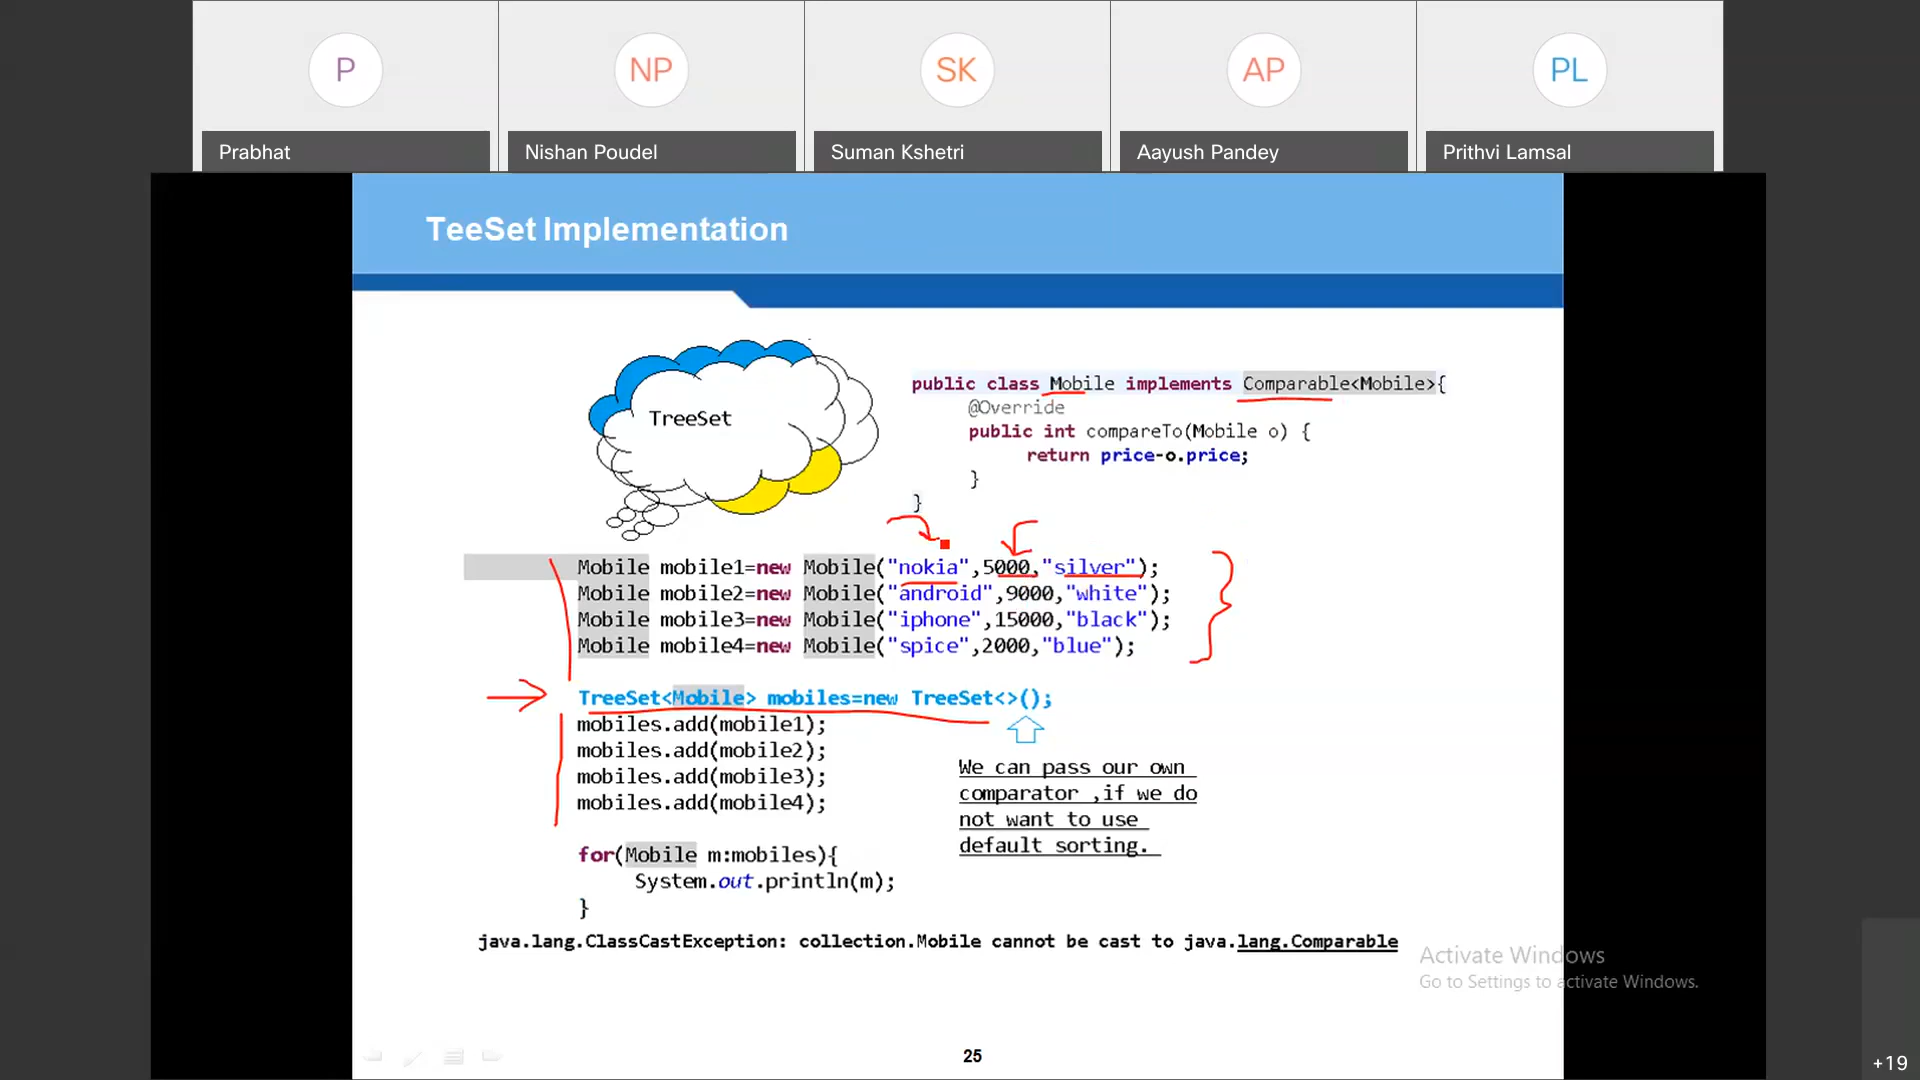 P
NP
SK
AP
PL
Prabhat
Nishan Poudel
Suman Kshetri
Aayush Pandey
Prithvi Lamsal
TeeSet Implementation
TreeSet
public class Mobile implements Comparable<Mobile>{
@Override
public int compareTo(Mobile o) {
return price-o.price;
}
}
Mobile mobile1=new Mobile("nokia",5000,"silver");
Mobile mobile2=new Mobile("android",9000,"white");
Mobile mobile3=new Mobile("iphone",15000,"black");
Mobile mobile4=new Mobile("spice",2000,"blue");
TreeSet<Mobile> mobiles=new TreeSet<>();
mobiles.add(mobile1);
mobiles.add(mobile2);
mobiles.add(mobile3);
mobiles.add(mobile4);
We can pass our own
comparator ,if we do
not want to use
default sorting.
for(Mobile m:mobiles){
System.out.println(m);
}
java.lang.ClassCastException: collection.Mobile cannot be cast to java.lang.Comparable
Activate Windows
Go to Settings to activate Windows.
25
+19